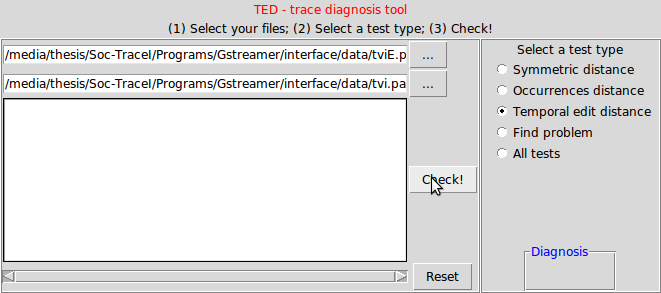 TED - trace diagnosis tool
(1) Select your files; (2) Select a test type; (3) Check!
/media/thesis/Soc-TraceI/Programs/Gstreamer/interface/data/tviE.p
...
/media/thesis/Soc-TraceI/Programs/Gstreamer/interface/data/tvi.pa
...
Check!
Reset
Select a test type
Symmetric distance
Occurrences distance
Temporal edit distance
Find problem
All tests
Diagnosis